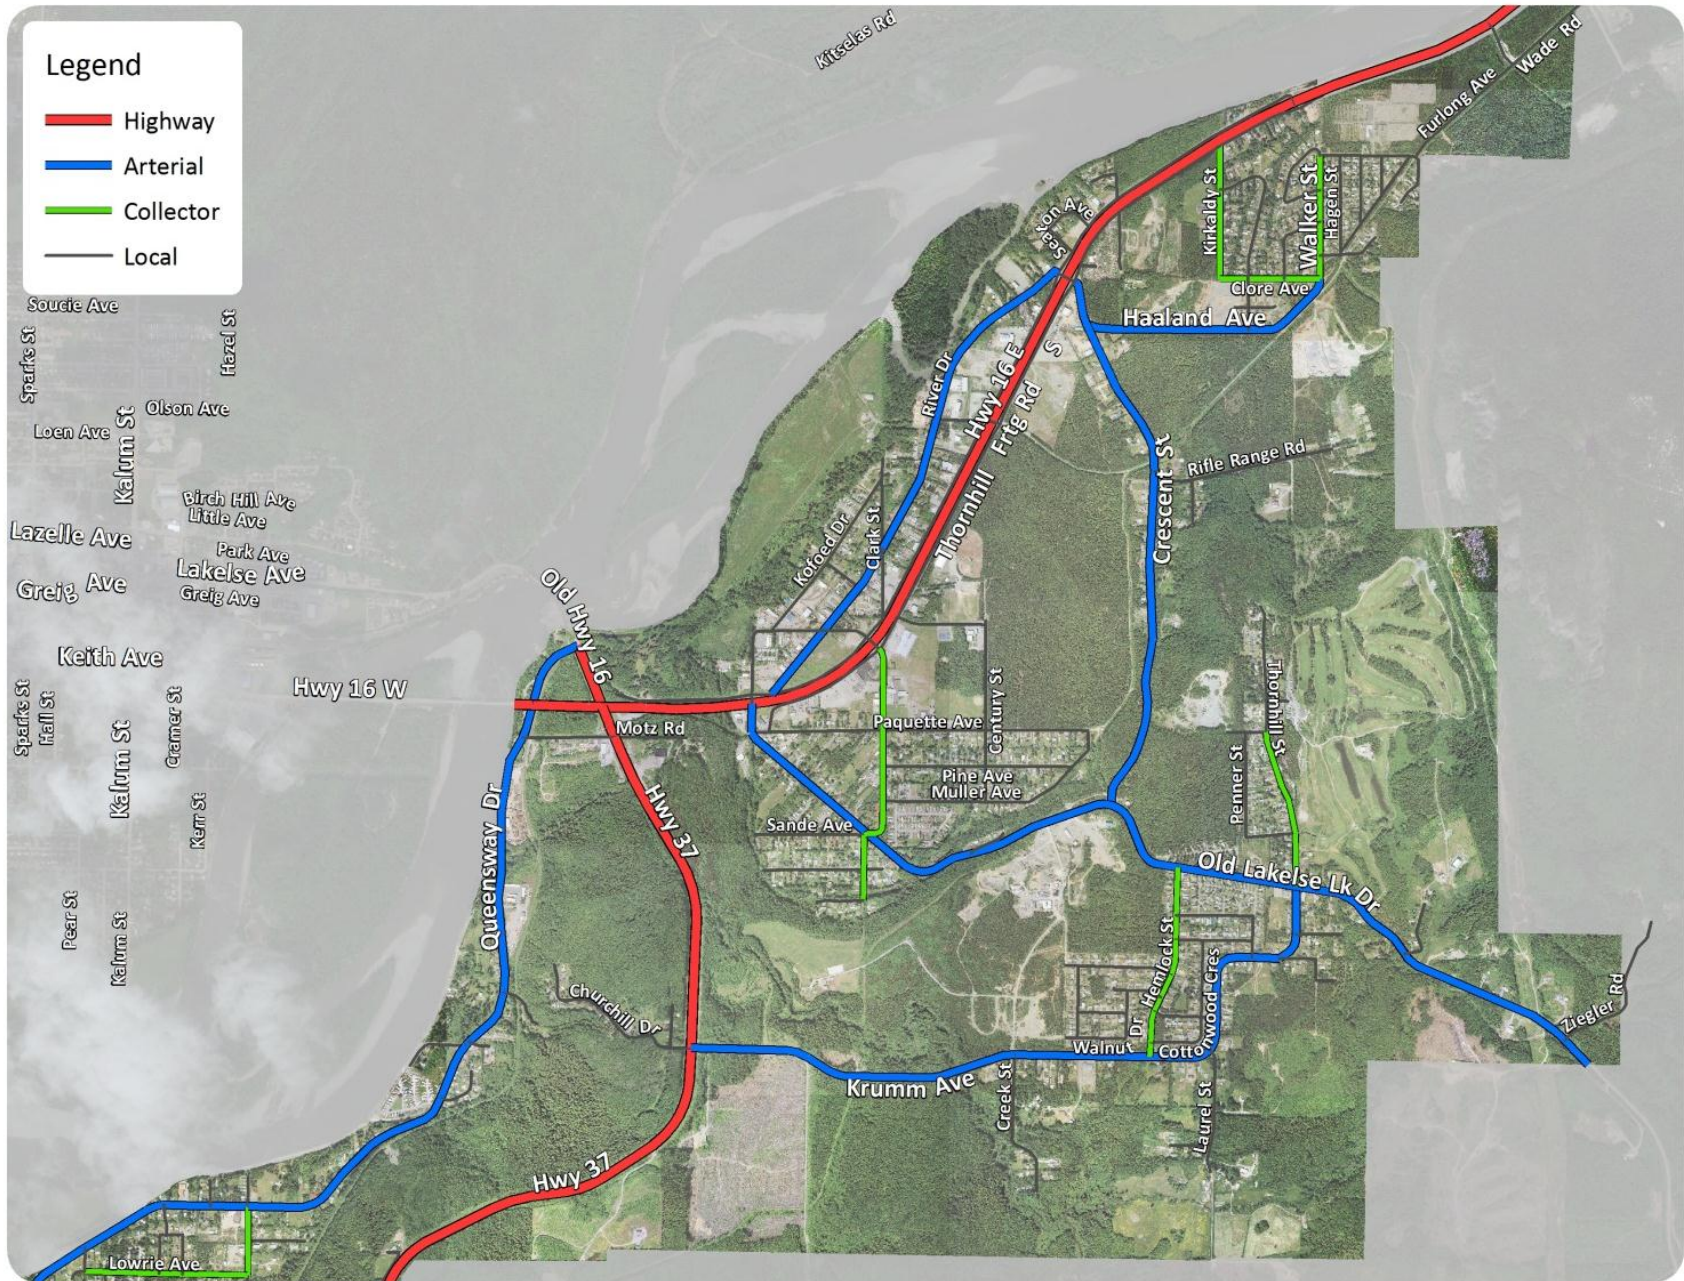 Legend
Highway
Arterial
Collector
Local
Kitselas Rd
Wade Rd
Furlong Ave
Seaton Ave
Kirkaldy St
Walker St
Hagen St
Clore Ave
Haaland Ave
Soucie Ave
Sparks St
Hazel St
Olson Ave
Loen Ave
Kalum St
River Dr
Hwy 16 E
Thornhill Frtg Rd S
Crescent St
Rifle Range Rd
Birch Hill Ave
Little Ave
Lazelle Ave
Park Ave
Lakelse Ave
Greig Ave
Greig Ave
Kofoed Dr
Clark St
Old Hwy 16
Keith Ave
Hwy 16 W
Sparks St
Hall St
Cramer St
Kalum St
Kerr St
Motz Rd
Paquette Ave
Century St
Thornhill St
Penner St
Pine Ave
Muller Ave
Sande Ave
Hwy 37
Queensway Dr
Old Lakelse Lk Dr
Pear St
Kalum St
Hemlock St
Churchill Dr
Walnut Dr
Cottonwood Cres
Ziegler Rd
Krumm Ave
Creek St
Laurel St
Hwy 37
Lowrie Ave